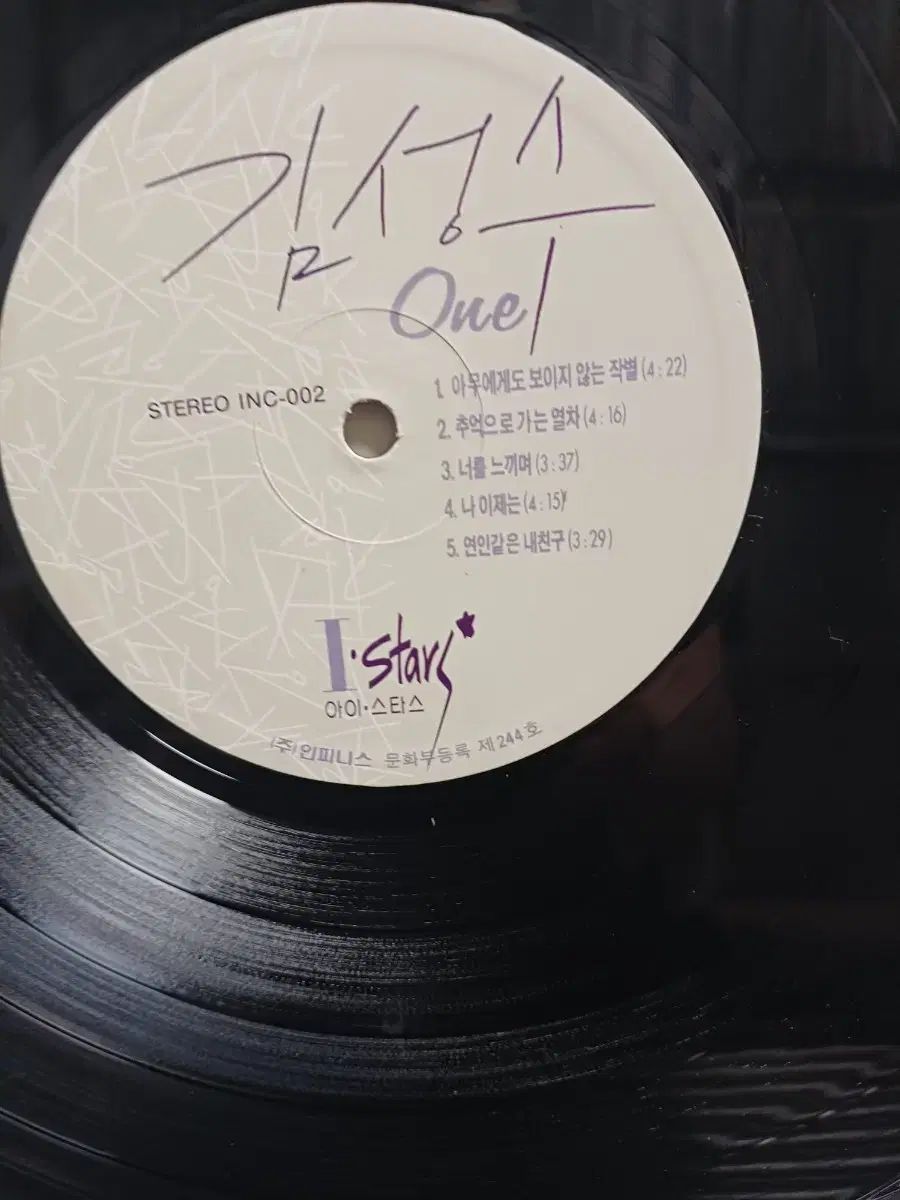 김성수
One
STEREO INC-002
1. 아무에게도 보이지 않는 작별 (4:22)
2. 추억으로 가는 열차 (4:16)
3. 너를 느끼며 (3:37)
4. 나 이제는 (4:15)
5. 연인같은 내친구 (3:29)
I·Stars
아이·스타스
(주)인피니스 문화부등록 제244호